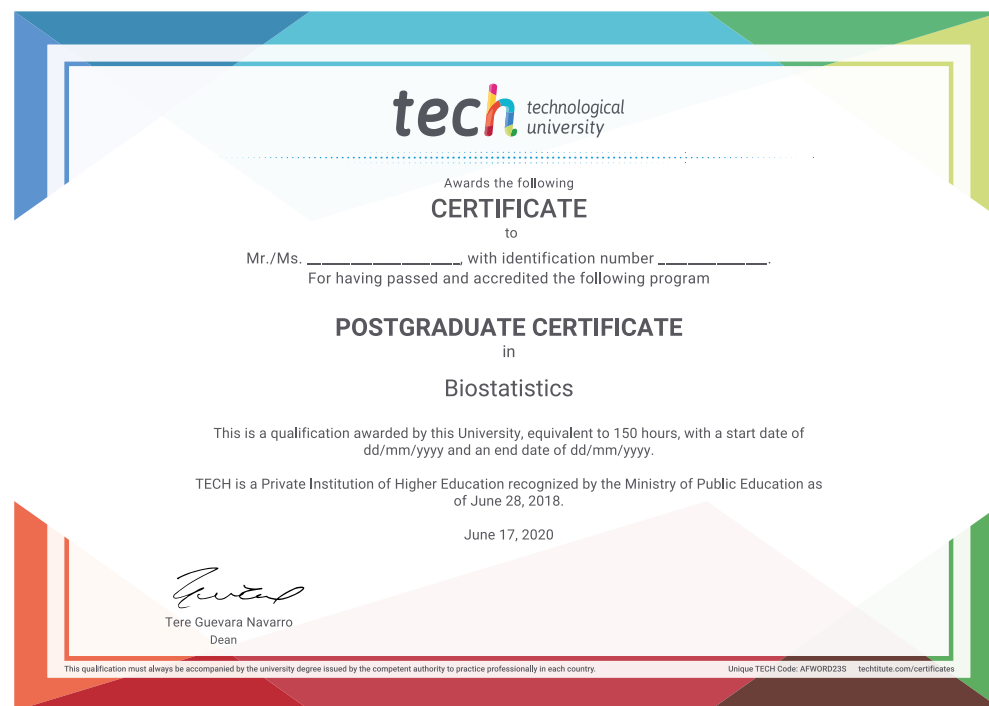 tech technological
university
Awards the following
CERTIFICATE
to
Mr./Ms. ____________________, with identification number ______________.
For having passed and accredited the following program
POSTGRADUATE CERTIFICATE
in
Biostatistics
This is a qualification awarded by this University, equivalent to 150 hours, with a start date of
dd/mm/yyyy and an end date of dd/mm/yyyy.
TECH is a Private Institution of Higher Education recognized by the Ministry of Public Education as
of June 28, 2018.
June 17, 2020
Tere Guevara Navarro
Dean
This qualification must always be accompanied by the university degree issued by the competent authority to practice professionally in each country. Unique TECH Code: AFWORD23S techtitute.com/certificates